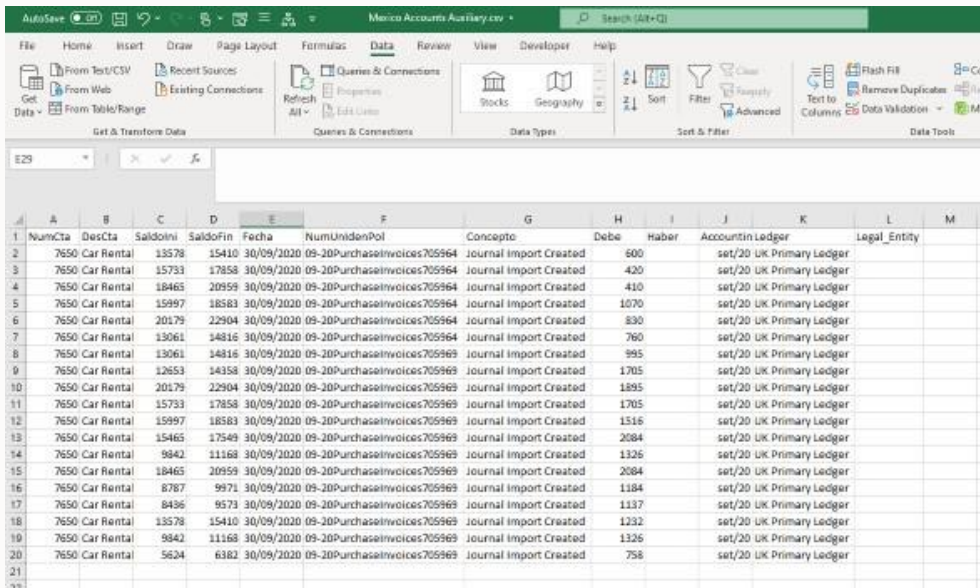 AutoSave Off Mexico Accounts Auxiliary.csv Search (Alt+Q)
File Home Insert Draw Page Layout Formulas Data Review View Developer Help
From Text/CSV Recent Sources Queries & Connections Clear Flash Fill
From Web Existing Connections Properties Reapply Remove Duplicates
Get Data From Table/Range Refresh All Edit Links Stocks Geography Sort Filter Advanced Text to Columns Data Validation
Get & Transform Data Queries & Connections Data Types Sort & Filter Data Tools
E29 fx
A B C D E F G H I J K L M
1 NumCta DesCta SaldoIni SaldoFin Fecha NumUnidenPol Concepto Debe Haber Accountin Ledger Legal_Entity
2 7650 Car Rental 13578 15410 30/09/2020 09-20PurchaseInvoices705964 Journal Import Created 600 set/20 UK Primary Ledger
3 7650 Car Rental 15733 17858 30/09/2020 09-20PurchaseInvoices705964 Journal Import Created 420 set/20 UK Primary Ledger
4 7650 Car Rental 18465 20959 30/09/2020 09-20PurchaseInvoices705964 Journal Import Created 410 set/20 UK Primary Ledger
5 7650 Car Rental 15997 18583 30/09/2020 09-20PurchaseInvoices705964 Journal Import Created 1070 set/20 UK Primary Ledger
6 7650 Car Rental 20179 22904 30/09/2020 09-20PurchaseInvoices705964 Journal Import Created 830 set/20 UK Primary Ledger
7 7650 Car Rental 13061 14816 30/09/2020 09-20PurchaseInvoices705964 Journal Import Created 760 set/20 UK Primary Ledger
8 7650 Car Rental 13061 14816 30/09/2020 09-20PurchaseInvoices705969 Journal Import Created 995 set/20 UK Primary Ledger
9 7650 Car Rental 12653 14358 30/09/2020 09-20PurchaseInvoices705969 Journal Import Created 1705 set/20 UK Primary Ledger
10 7650 Car Rental 20179 22904 30/09/2020 09-20PurchaseInvoices705969 Journal Import Created 1895 set/20 UK Primary Ledger
11 7650 Car Rental 15733 17858 30/09/2020 09-20PurchaseInvoices705969 Journal Import Created 1705 set/20 UK Primary Ledger
12 7650 Car Rental 15997 18583 30/09/2020 09-20PurchaseInvoices705969 Journal Import Created 1516 set/20 UK Primary Ledger
13 7650 Car Rental 15465 17549 30/09/2020 09-20PurchaseInvoices705969 Journal Import Created 2084 set/20 UK Primary Ledger
14 7650 Car Rental 9842 11168 30/09/2020 09-20PurchaseInvoices705969 Journal Import Created 1326 set/20 UK Primary Ledger
15 7650 Car Rental 18465 20959 30/09/2020 09-20PurchaseInvoices705969 Journal Import Created 2084 set/20 UK Primary Ledger
16 7650 Car Rental 8787 9971 30/09/2020 09-20PurchaseInvoices705969 Journal Import Created 1184 set/20 UK Primary Ledger
17 7650 Car Rental 8436 9573 30/09/2020 09-20PurchaseInvoices705969 Journal Import Created 1137 set/20 UK Primary Ledger
18 7650 Car Rental 13578 15410 30/09/2020 09-20PurchaseInvoices705969 Journal Import Created 1232 set/20 UK Primary Ledger
19 7650 Car Rental 9842 11168 30/09/2020 09-20PurchaseInvoices705969 Journal Import Created 1326 set/20 UK Primary Ledger
20 7650 Car Rental 5624 6382 30/09/2020 09-20PurchaseInvoices705969 Journal Import Created 758 set/20 UK Primary Ledger
21